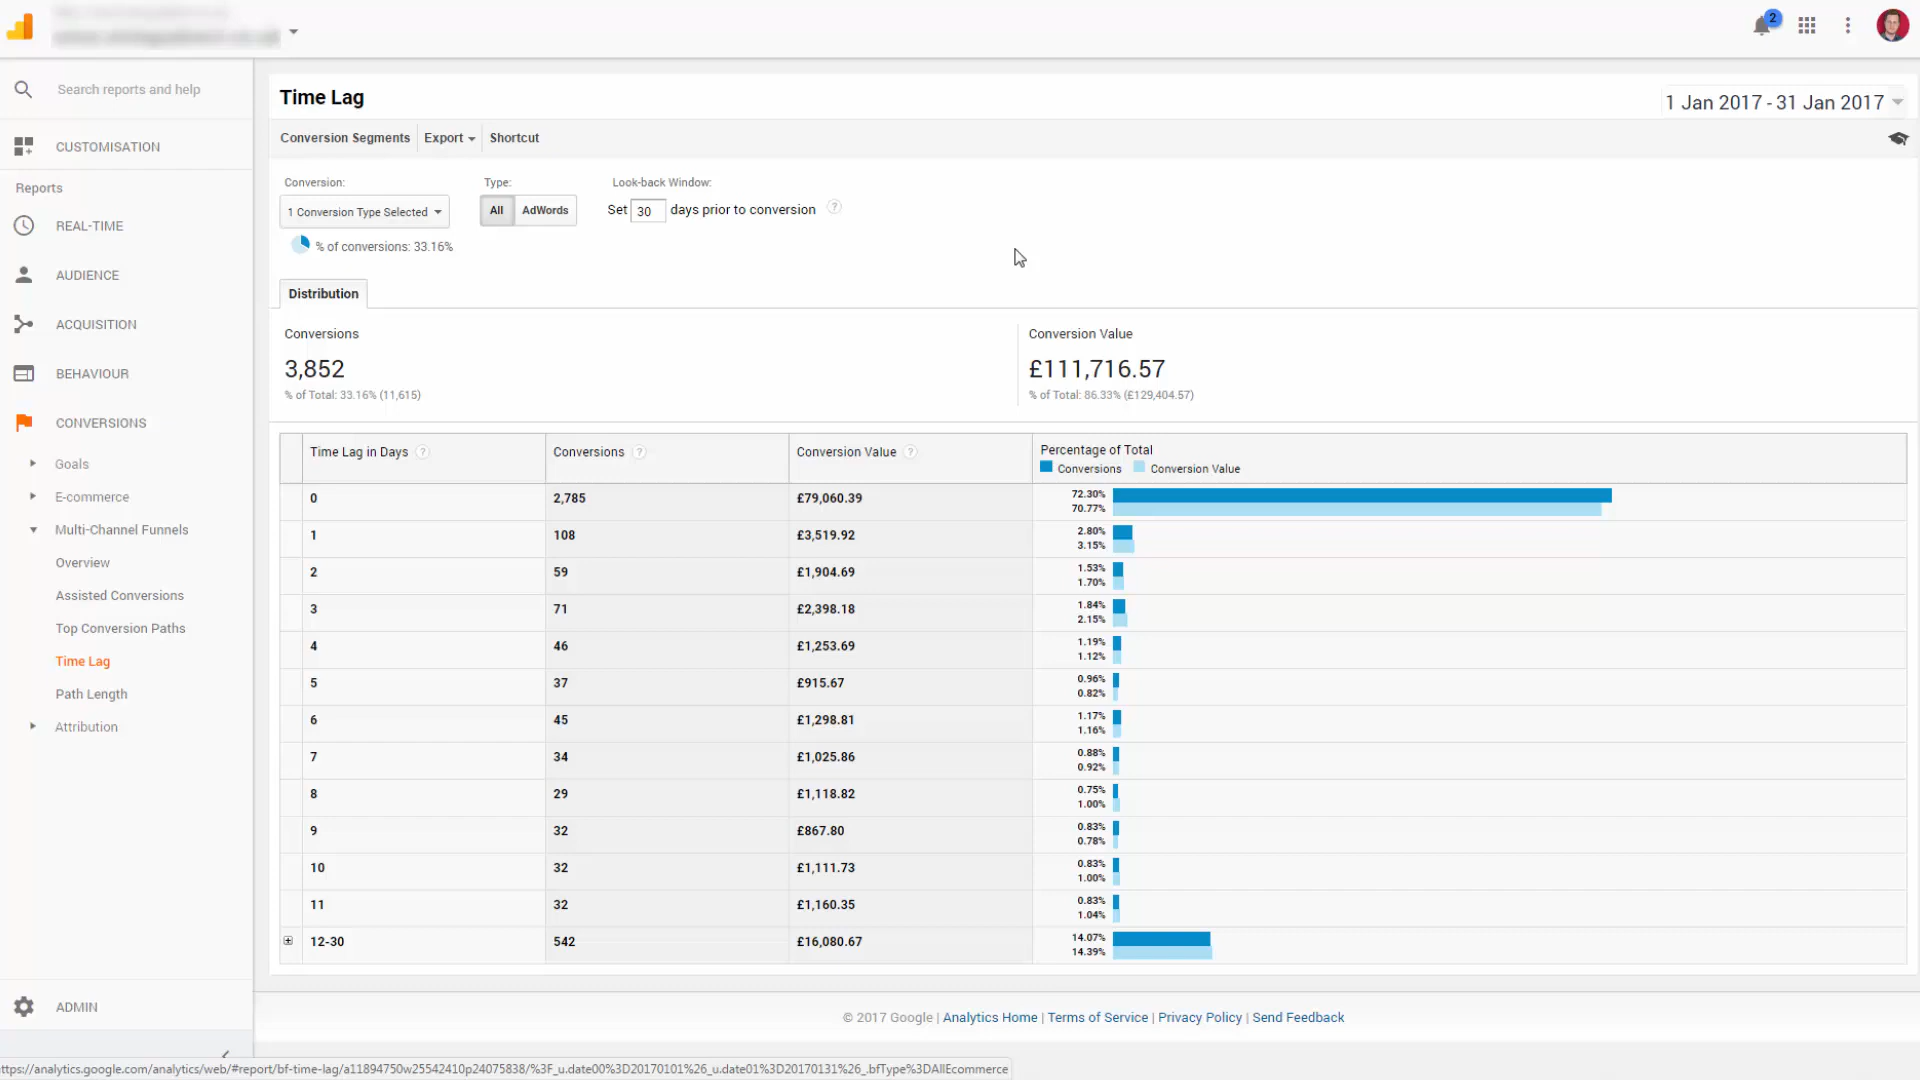 2
Search reports and help
CUSTOMISATION
Reports
REAL-TIME
AUDIENCE
ACQUISITION
BEHAVIOUR
CONVERSIONS
Goals
E-commerce
Multi-Channel Funnels
Overview
Assisted Conversions
Top Conversion Paths
Time Lag
Path Length
Attribution
ADMIN
Time Lag
1 Jan 2017 - 31 Jan 2017
Conversion Segments Export Shortcut
Conversion: Type: Look-back Window:
1 Conversion Type Selected All AdWords Set 30 days prior to conversion ?
% of conversions: 33.16%
Distribution
Conversions
3,852
% of Total: 33.16% (11,615)
Conversion Value
£111,716.57
% of Total: 86.33% (£129,404.57)
Time Lag in Days ? Conversions ? Conversion Value ? Percentage of Total
Conversions Conversion Value
0 2,785 £79,060.39 72.30%
70.77%
1 108 £3,519.92 2.80%
3.15%
2 59 £1,904.69 1.53%
1.70%
3 71 £2,398.18 1.84%
2.15%
4 46 £1,253.69 1.19%
1.12%
5 37 £915.67 0.96%
0.82%
6 45 £1,298.81 1.17%
1.16%
7 34 £1,025.86 0.88%
0.92%
8 29 £1,118.82 0.75%
1.00%
9 32 £867.80 0.83%
0.78%
10 32 £1,111.73 0.83%
1.00%
11 32 £1,160.35 0.83%
1.04%
12-30 542 £16,080.67 14.07%
14.39%
© 2017 Google | Analytics Home | Terms of Service | Privacy Policy | Send Feedback
ttps://analytics.google.com/analytics/web/#report/bf-time-lag/a11894750w25542410p24075838/%3F_u.date00%3D20170101%26_u.date01%3D20170131%26_.bfType%3DAllEcommerce